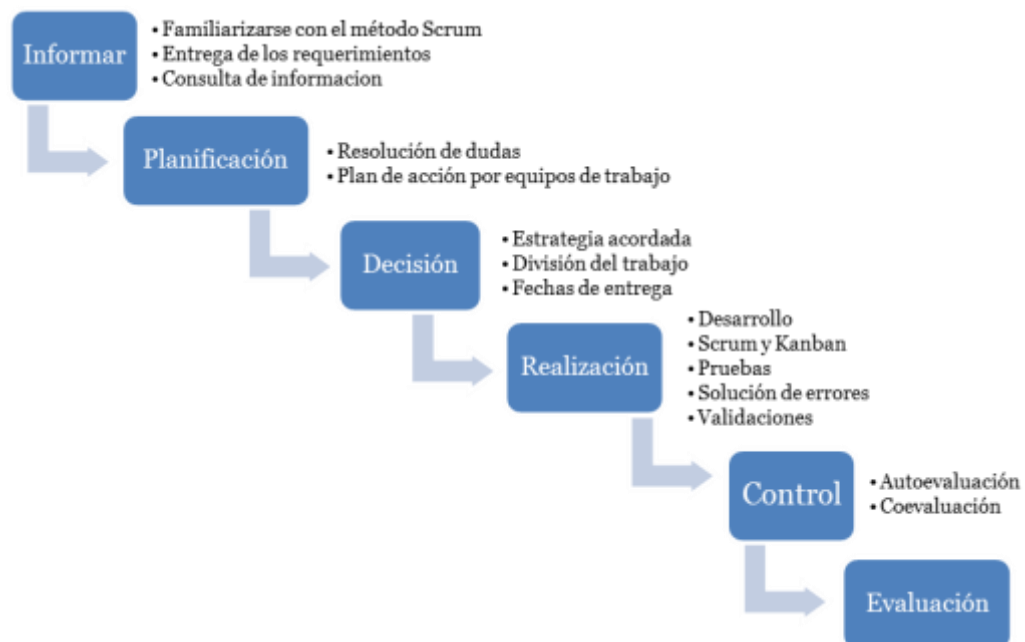 Informar
• Familiarizarse con el método Scrum
• Entrega de los requerimientos
• Consulta de informacion
Planificación
• Resolución de dudas
• Plan de acción por equipos de trabajo
Decisión
• Estrategia acordada
• División del trabajo
• Fechas de entrega
Realización
• Desarrollo
• Scrum y Kanban
• Pruebas
• Solución de errores
• Validaciones
Control
• Autoevaluación
• Coevaluación
Evaluación